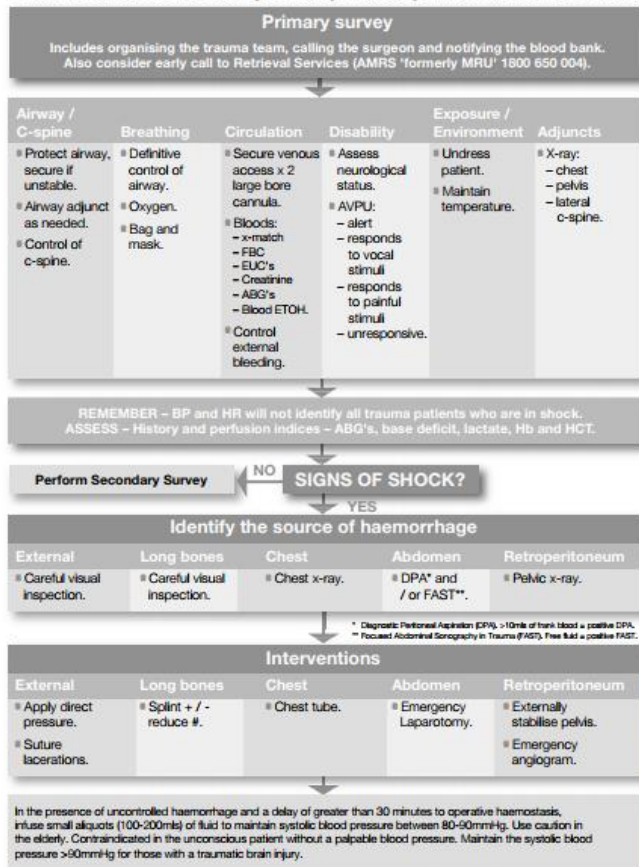 Primary survey
Includes organising the trauma team, calling the surgeon and notifying the blood bank.
Also consider early call to Retrieval Services (AMRS 'formerly MRU' 1800 650 004).
Airway /
C-spine
Protect airway,
secure if
unstable.
Airway adjunct
as needed.
Control of
c-spine.
Breathing
Definitive
control of
airway.
Oxygen.
Bag and
mask.
Circulation
Secure venous
access x 2
large bore
cannula.
Bloods:
– x-match
– FBC
– EUC's
– Creatinine
– ABG's
– Blood ETOH.
Control
external
bleeding.
Disability
Assess
neurological
status.
AVPU:
– alert
– responds
to vocal
stimuli
– responds
to painful
stimuli
– unresponsive.
Exposure /
Environment
Undress
patient.
Maintain
temperature.
Adjuncts
X-ray:
– chest
– pelvis
– lateral
c-spine.
REMEMBER – BP and HR will not identify all trauma patients who are in shock.
ASSESS – History and perfusion indices – ABG's, base deficit, lactate, Hb and HCT.
Perform Secondary Survey
NO
SIGNS OF SHOCK?
YES
Identify the source of haemorrhage
External
Careful visual
inspection.
Long bones
Careful visual
inspection.
Chest
Chest x-ray.
Abdomen
DPA* and
/ or FAST**.
Retroperitoneum
Pelvic x-ray.
* Diagnostic Peritoneal Aspiration (DPA). >10mls of frank blood = positive DPA.
** Focused Abdominal Sonography in Trauma (FAST). Free fluid = positive FAST.
Interventions
External
Apply direct
pressure.
Suture
lacerations.
Long bones
Splint + / -
reduce #.
Chest
Chest tube.
Abdomen
Emergency
Laparotomy.
Retroperitoneum
Externally
stabilise pelvis.
Emergency
angiogram.
In the presence of uncontrolled haemorrhage and a delay of greater than 30 minutes to operative haemostasis,
infuse small aliquots (100-200mls) of fluid to maintain systolic blood pressure between 80-90mmHg. Use caution in
the elderly. Contraindicated in the unconscious patient without a palpable blood pressure. Maintain the systolic blood
pressure >90mmHg for those with a traumatic brain injury.